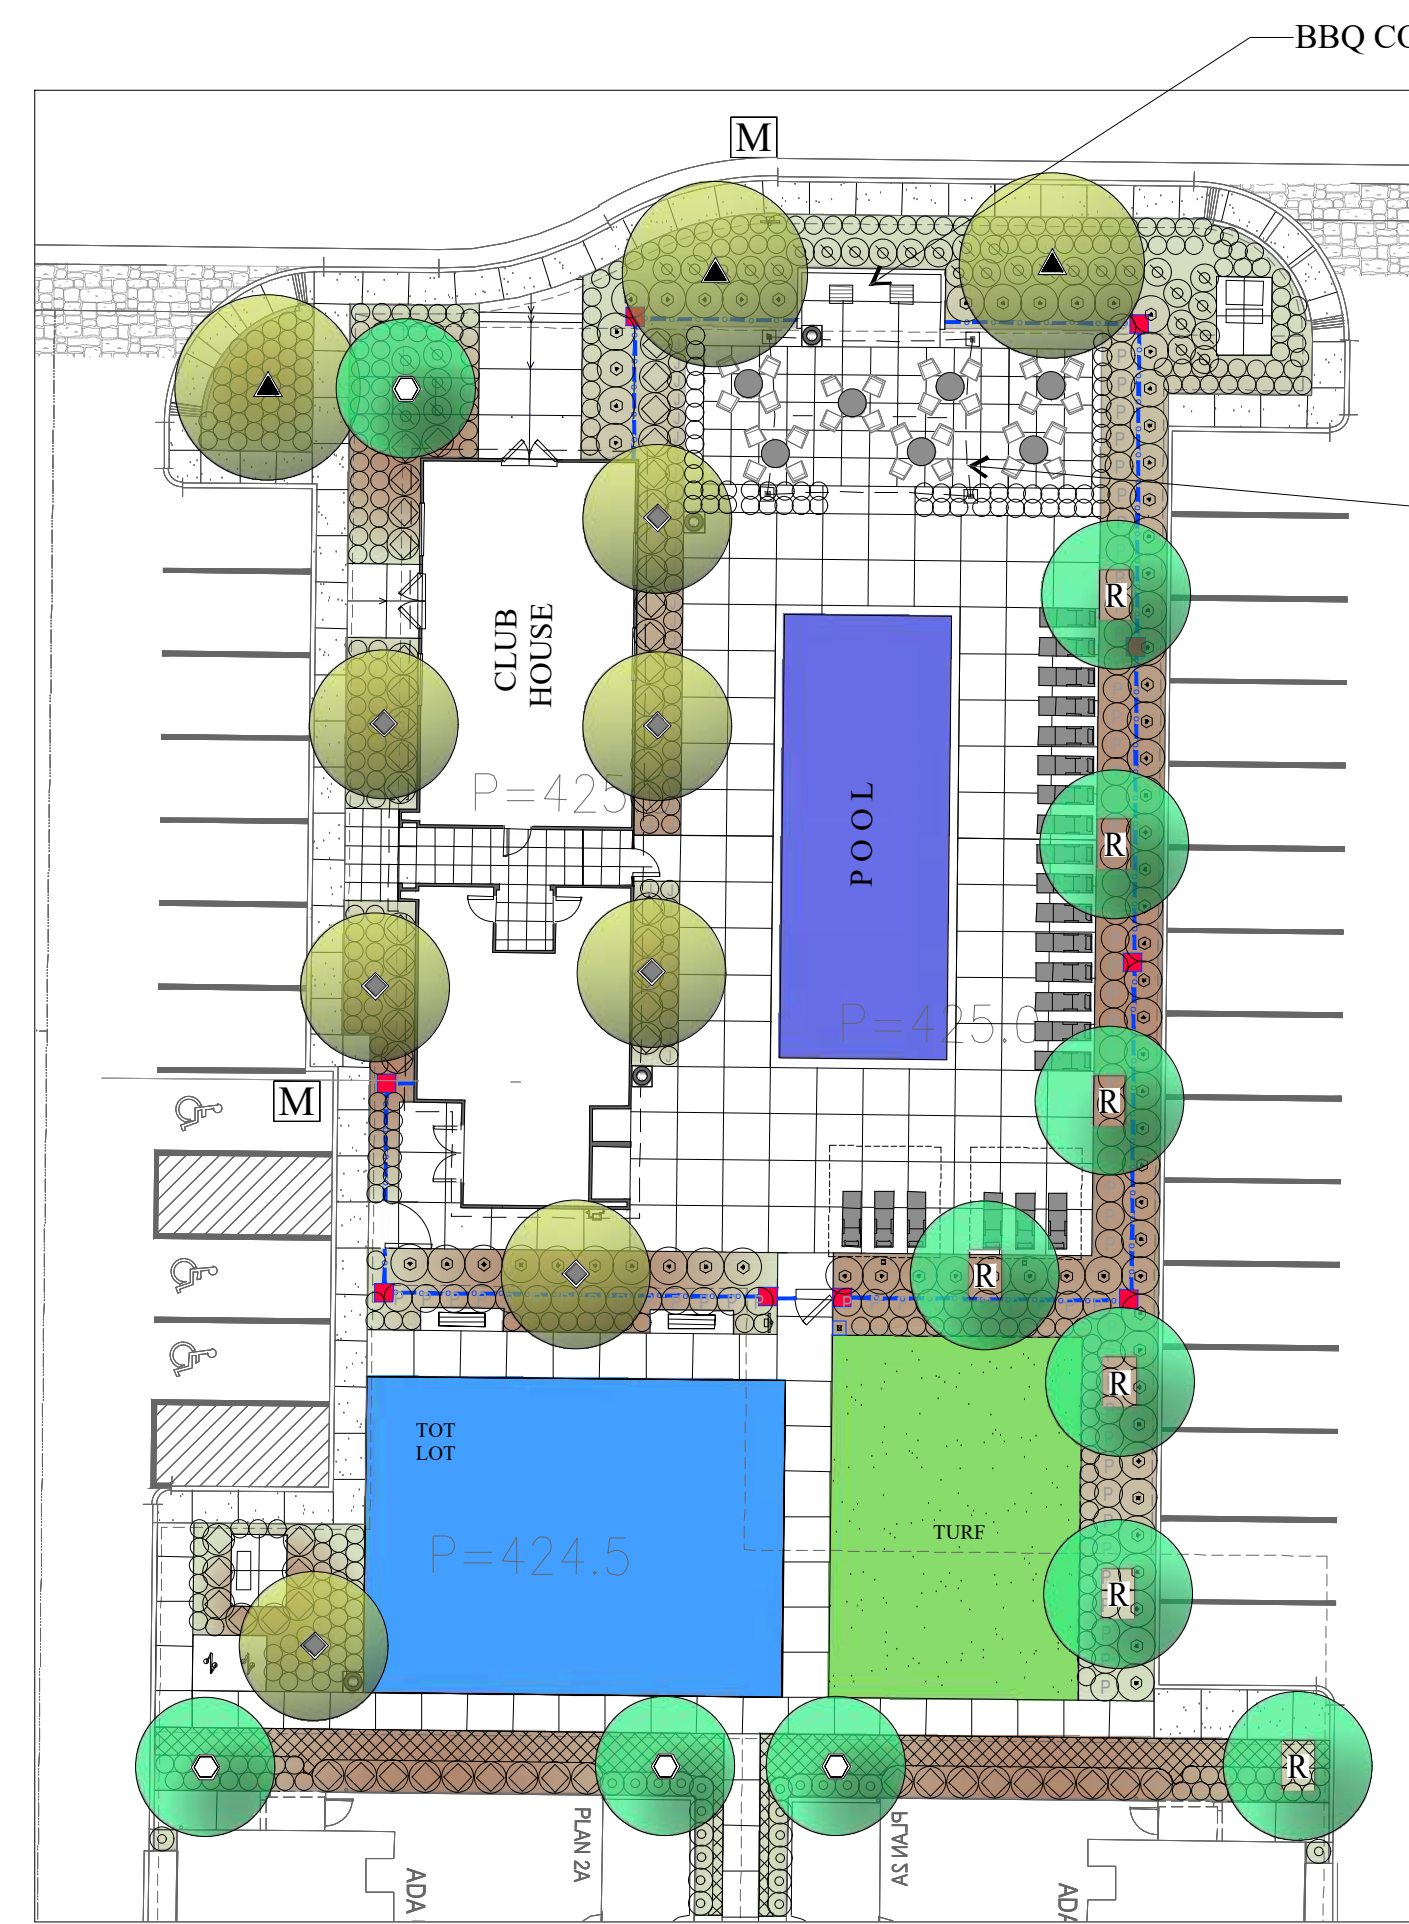 BBQ CO
M
CLUB
HOUSE
R
P=425
POOL
R
P=425.0
R
M
R
R
TOT
LOT
TURF
P=424.5
R
R
PLAN 2A
PLAN 2A
ADA
ADA